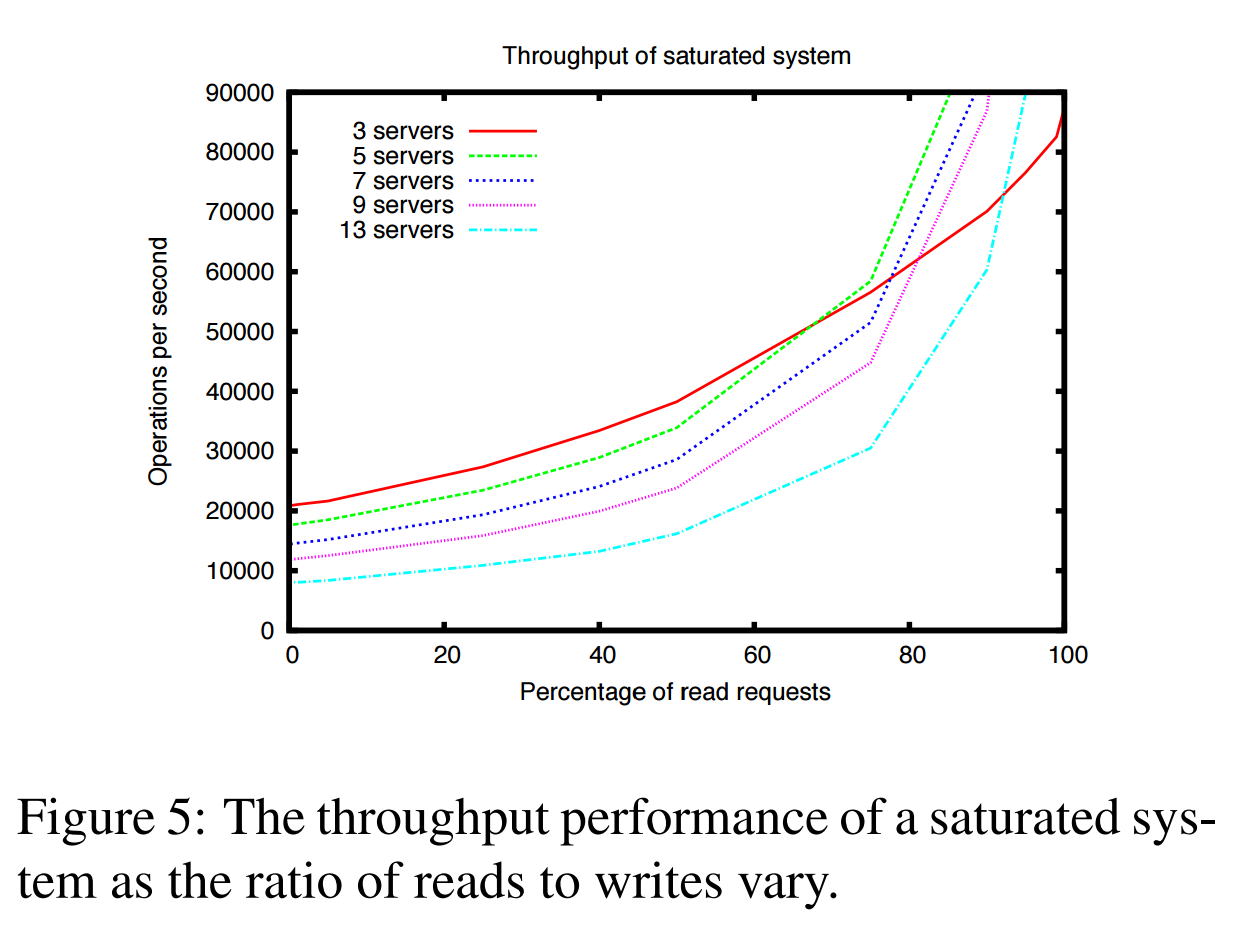 Throughput of saturated system
90000
80000
70000
60000
50000
40000
30000
20000
10000
0
Operations per second
3 servers
5 servers
7 servers
9 servers
13 servers
0 20 40 60 80 100
Percentage of read requests
Figure 5: The throughput performance of a saturated sys-
tem as the ratio of reads to writes vary.